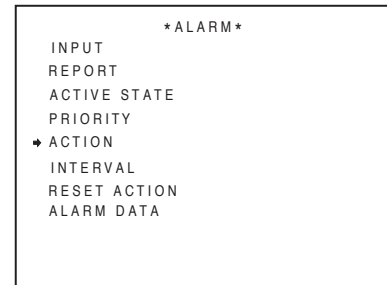 *ALARM*
INPUT
REPORT
ACTIVE STATE
PRIORITY
➡ ACTION
INTERVAL
RESET ACTION
ALARM DATA